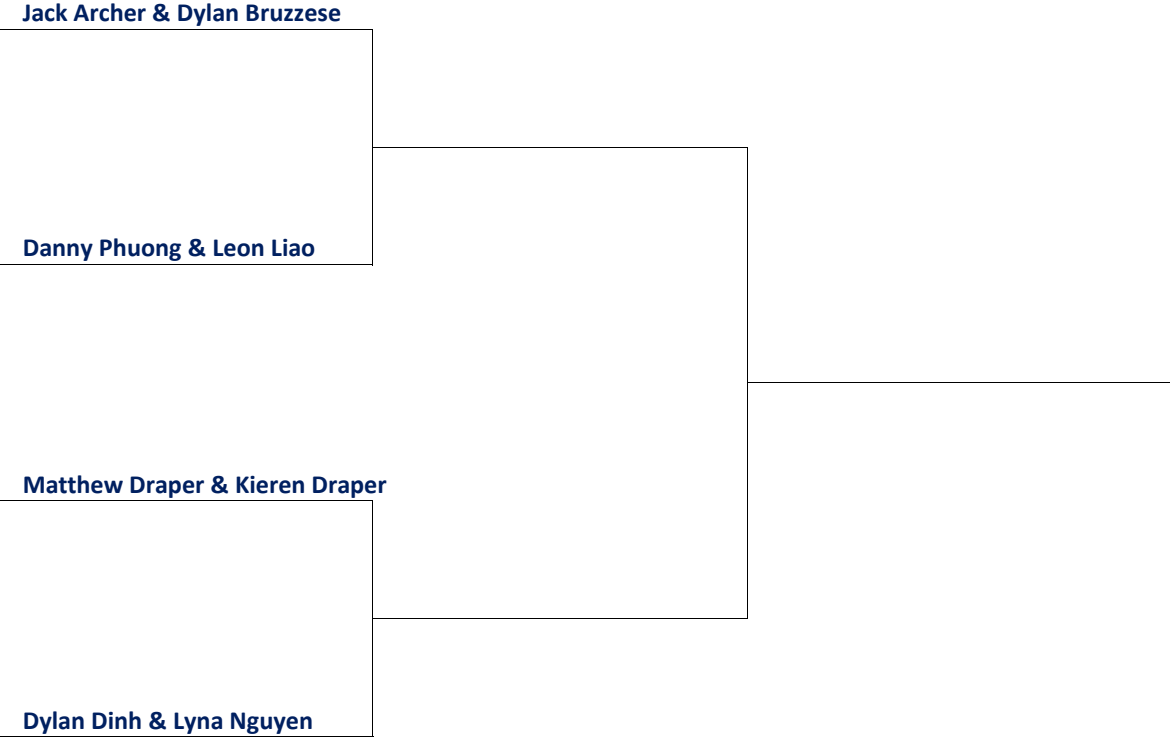 Jack Archer & Dylan Bruzzese
Danny Phuong & Leon Liao
Matthew Draper & Kieren Draper
Dylan Dinh & Lyna Nguyen